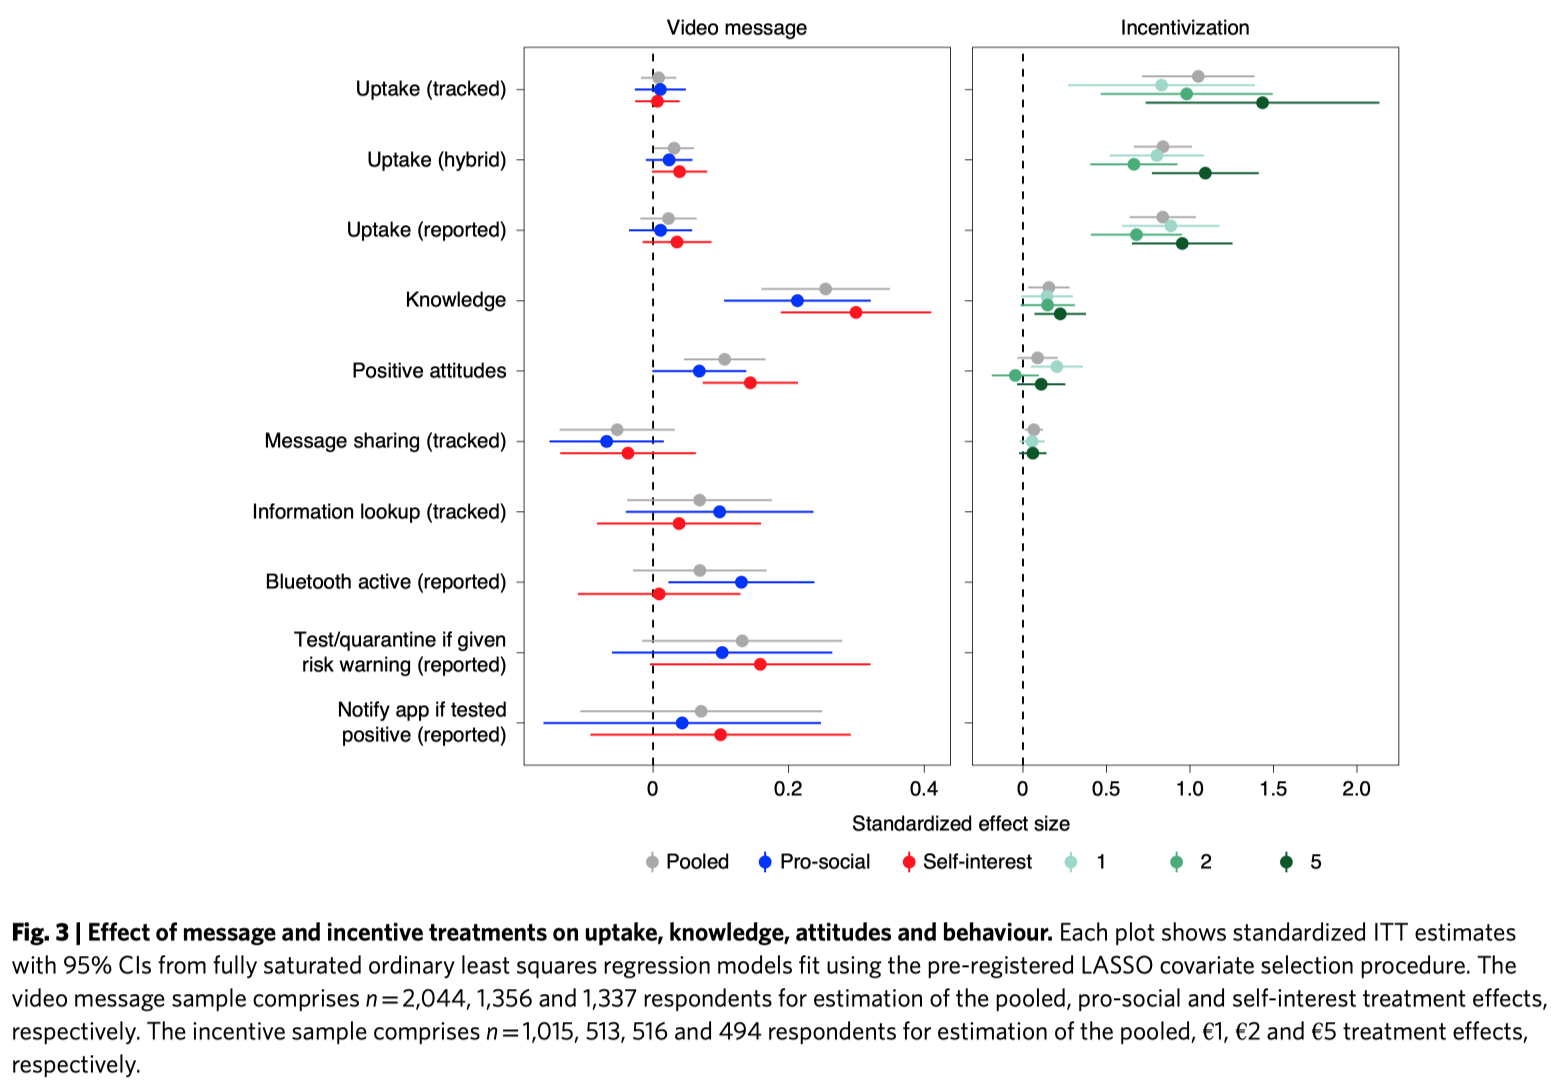 Video message
Incentivization
Uptake (tracked)
Uptake (hybrid)
Uptake (reported)
Knowledge
Positive attitudes
Message sharing (tracked)
Information lookup (tracked)
Bluetooth active (reported)
Test/quarantine if given
risk warning (reported)
Notify app if tested
positive (reported)
0 0.2 0.4
0 0.5 1.0 1.5 2.0
Standardized effect size
Pooled Pro-social Self-interest 1 2 5
Fig. 3 | Effect of message and incentive treatments on uptake, knowledge, attitudes and behaviour. Each plot shows standardized ITT estimates
with 95% CIs from fully saturated ordinary least squares regression models fit using the pre-registered LASSO covariate selection procedure. The
video message sample comprises n = 2,044, 1,356 and 1,337 respondents for estimation of the pooled, pro-social and self-interest treatment effects,
respectively. The incentive sample comprises n = 1,015, 513, 516 and 494 respondents for estimation of the pooled, €1, €2 and €5 treatment effects,
respectively.